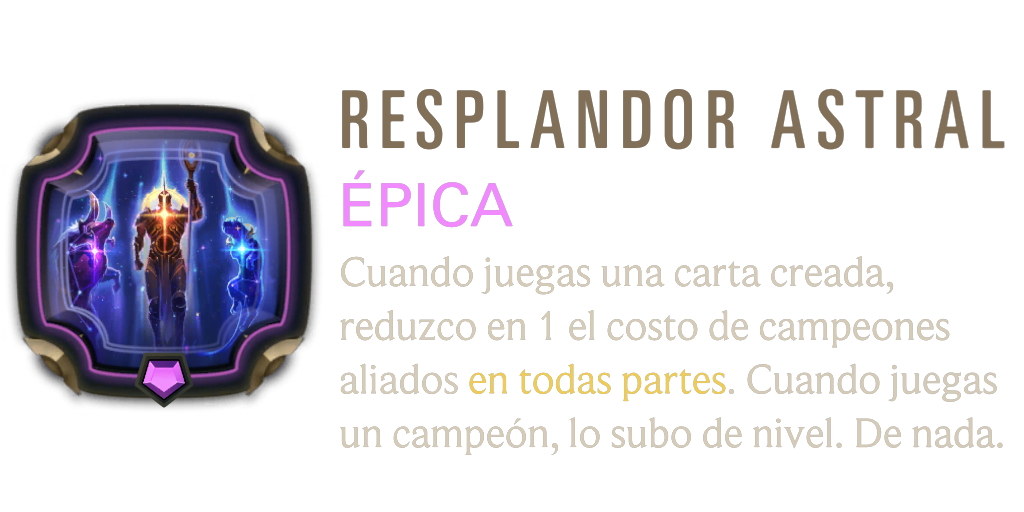 RESPLANDOR ASTRAL
ÉPICA
Cuando juegas una carta creada,
reduzco en 1 el costo de campeones
aliados en todas partes. Cuando juegas
un campeón, lo subo de nivel. De nada.